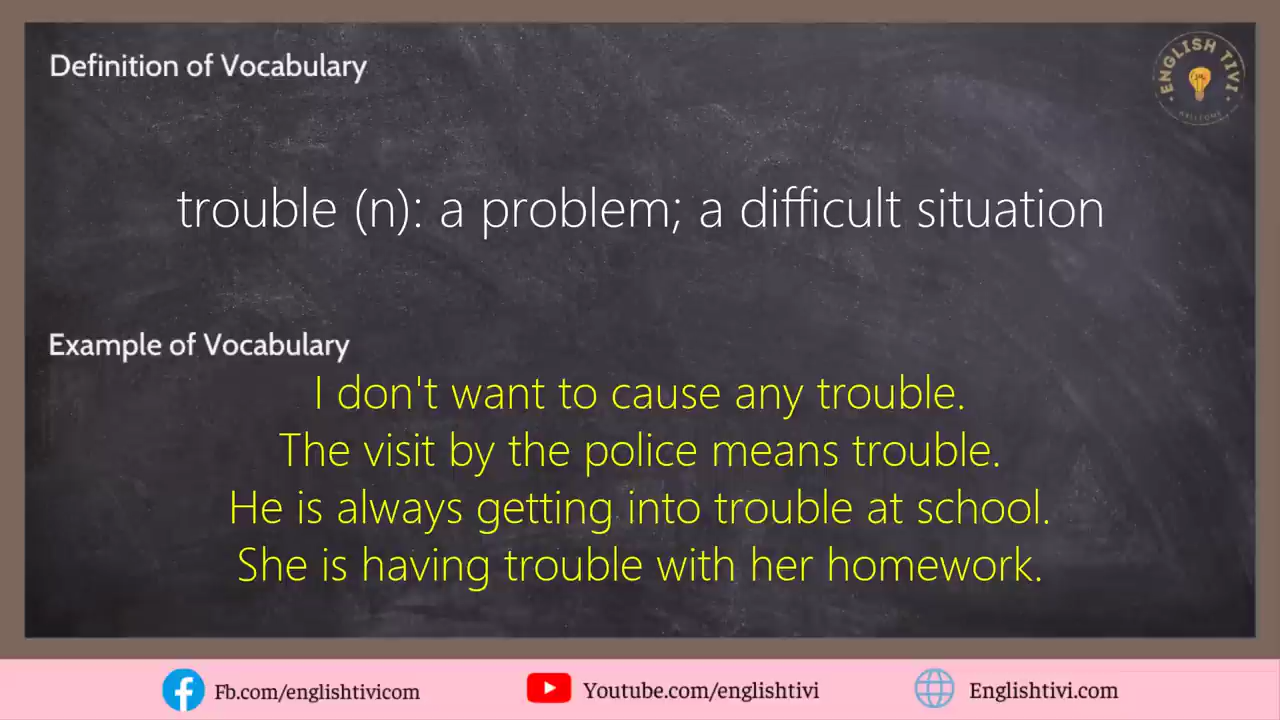 Definition of Vocabulary
ENGLISH TIVI
trouble (n): a problem; a difficult situation
Example of Vocabulary
I don't want to cause any trouble.
The visit by the police means trouble.
He is always getting into trouble at school.
She is having trouble with her homework.
Fb.com/englishtivicom
Youtube.com/englishtivi
Englishtivi.com